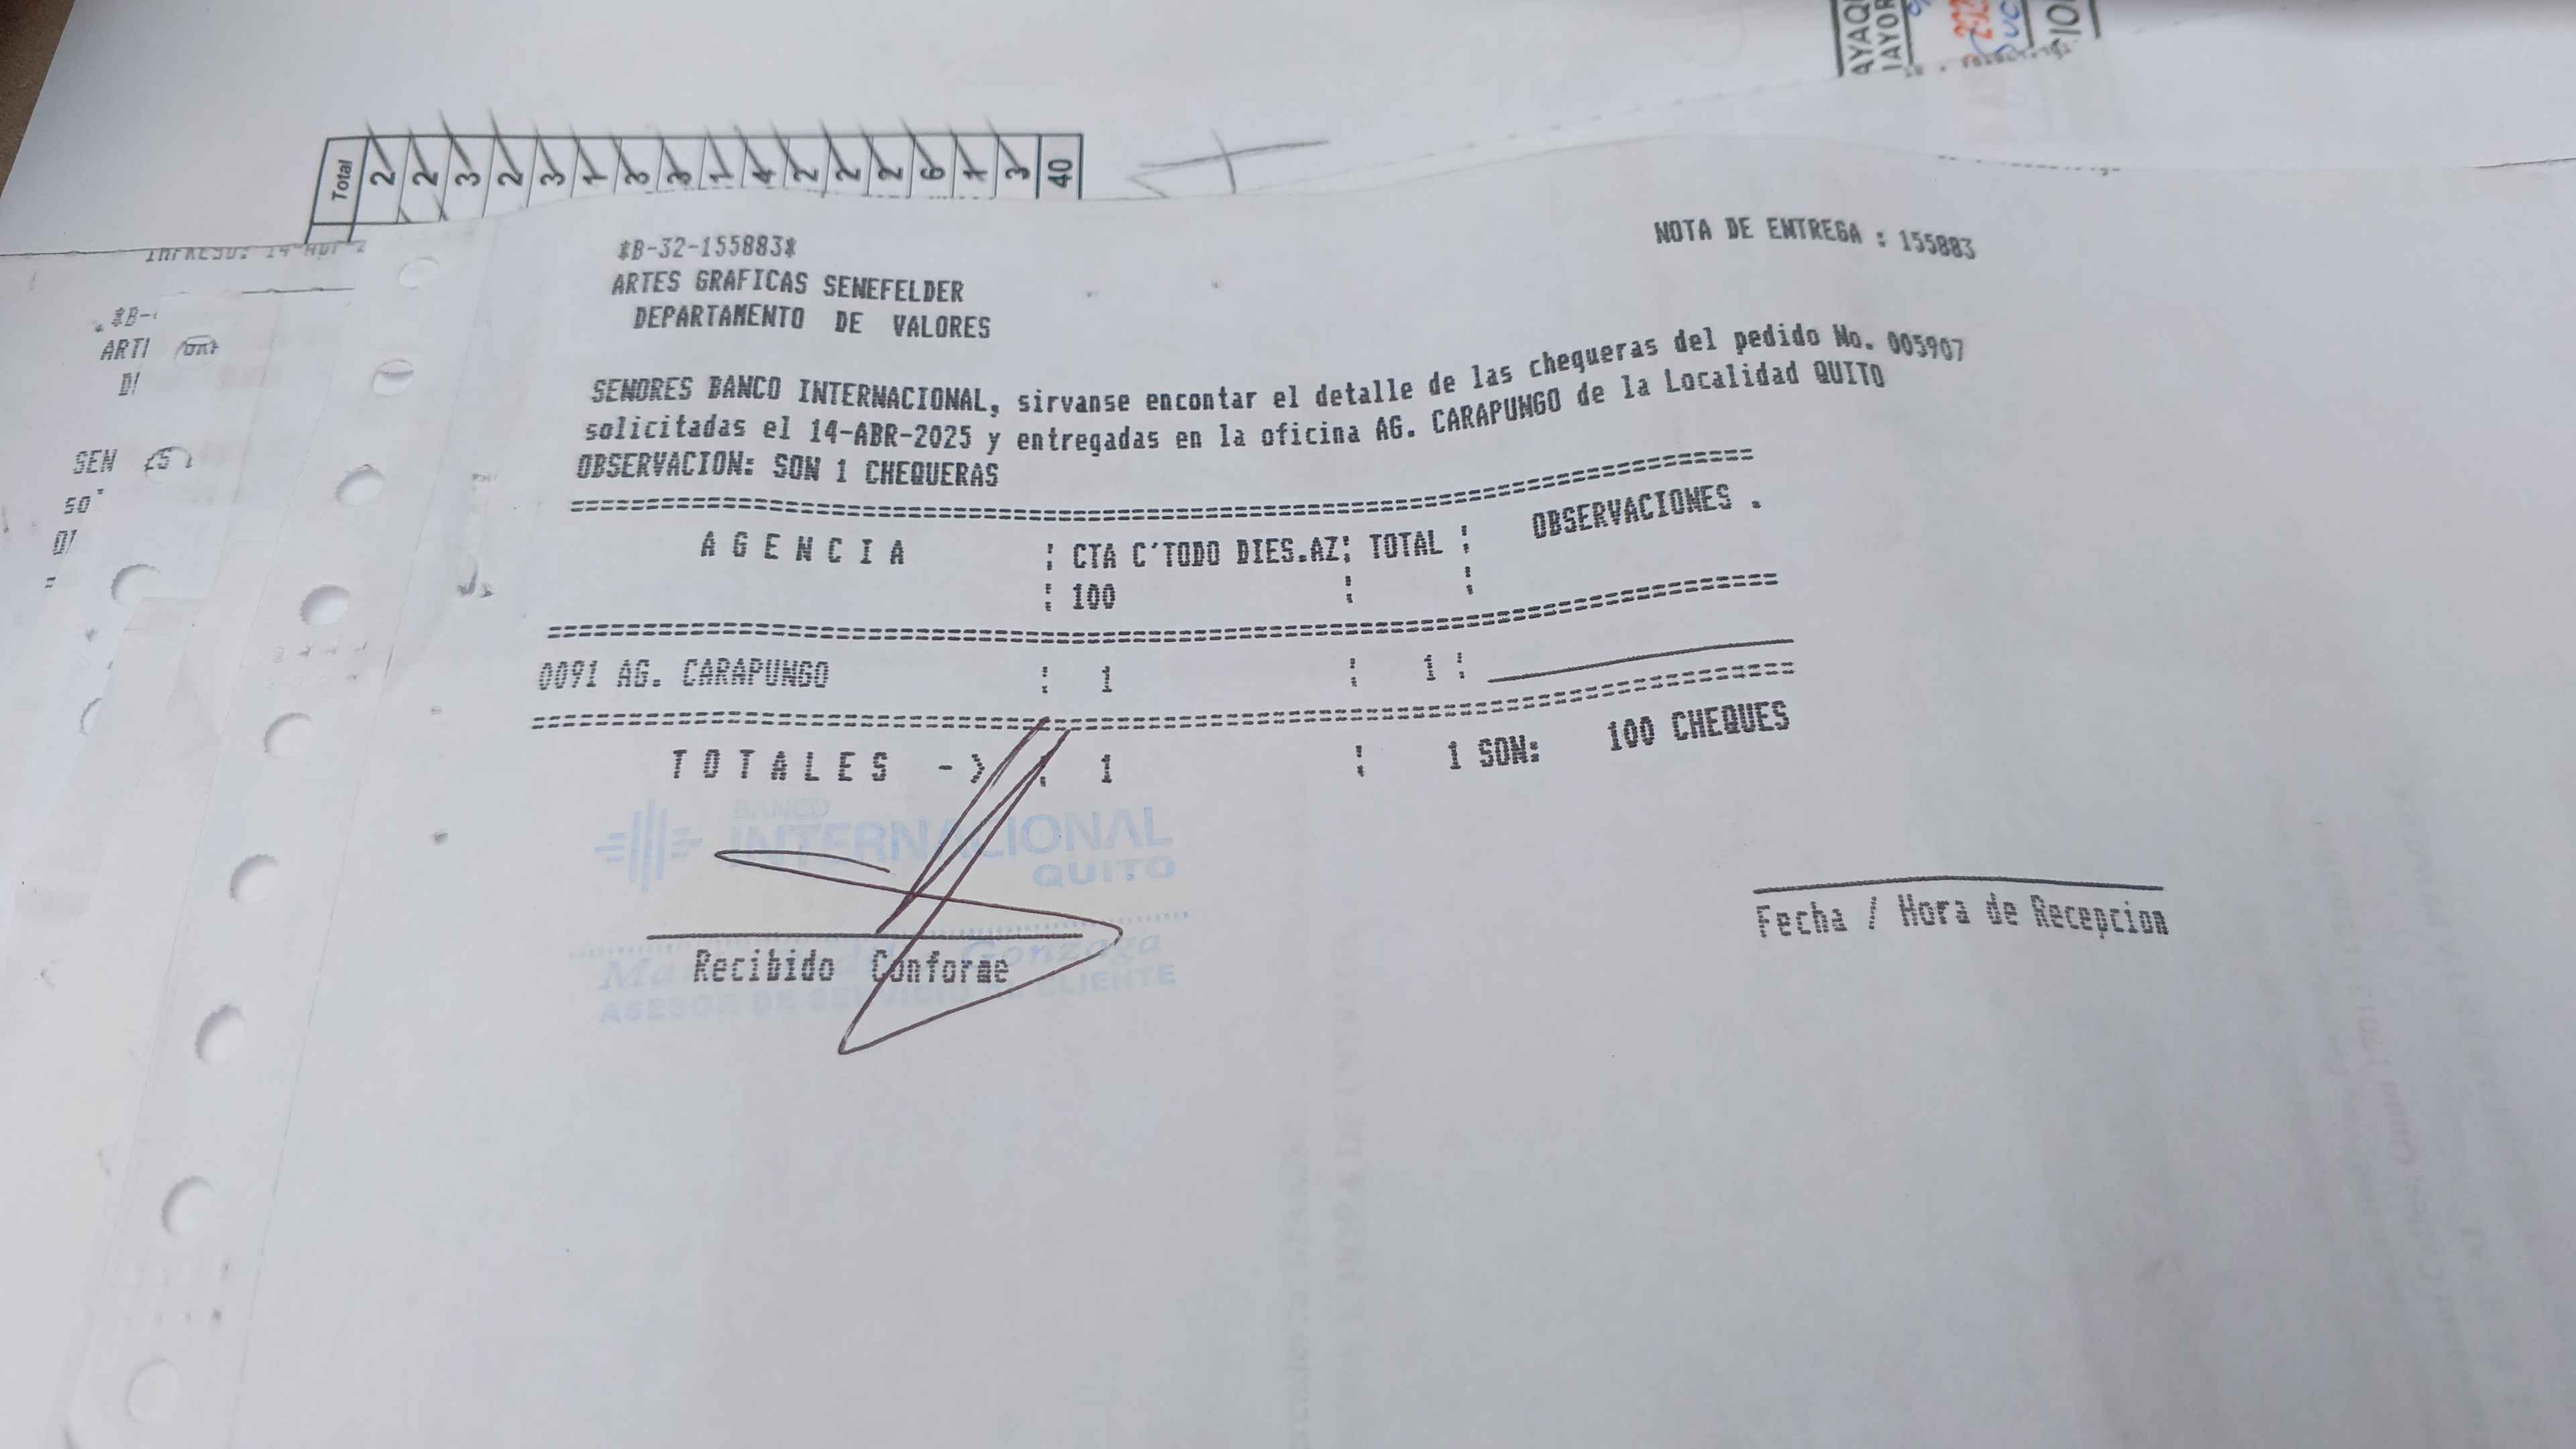 Total
2
2
3
2
3
1
3
3
1
4
2
2
2
6
1
3
40
*B-32-155883*
NOTA DE ENTREGA : 155883
ARTES GRAFICAS SENEFELDER
DEPARTAMENTO DE VALORES
SENORES BANCO INTERNACIONAL, sirvanse encontar el detalle de las chequeras del pedido No. 005907
solicitadas el 14-ABR-2025 y entregadas en la oficina AG. CARAPUNGO de la Localidad QUITO
OBSERVACION: SON 1 CHEQUERAS
A G E N C I A ¦ CTA C'TODO DIES.AZ¦ TOTAL ¦ OBSERVACIONES .
¦ 100 ¦ ¦
0091 AG. CARAPUNGO ¦ 1 ¦ 1 ¦
T O T A L E S -> ¦ 1 ¦ 1 SON: 100 CHEQUES
BANCO
INTERNACIONAL
QUITO
Recibido Conforme
Gonzaga
ASESOR DE SERVICIO AL CLIENTE
Fecha / Hora de Recepcion